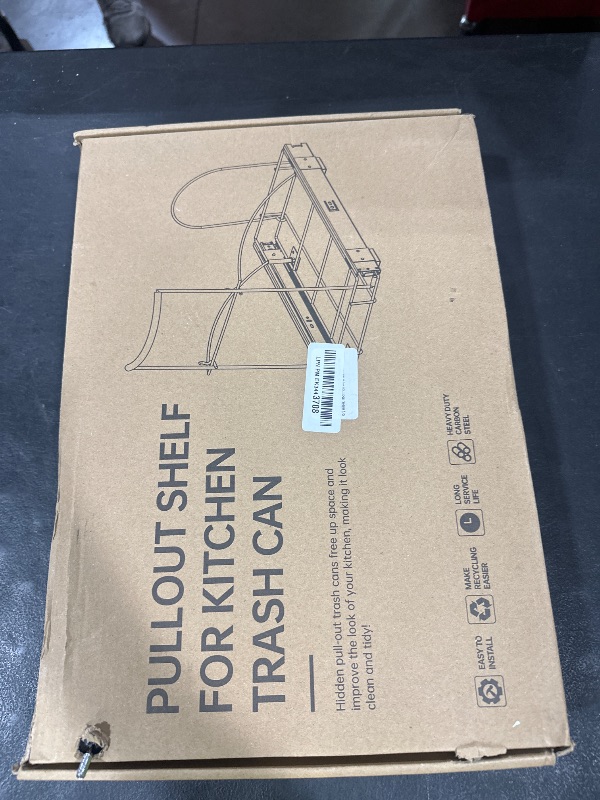 PULLOUT SHELF
FOR KITCHEN
TRASH CAN
Hidden pull-out trash cans free up space and
improve the look of your kitchen, making it look
clean and tidy!
EASY TO
INSTALL
MAKE
RECYCLING
EASIER
LONG
SERVICE
LIFE
HEAVY DUTY
CARBON
STEEL
3708